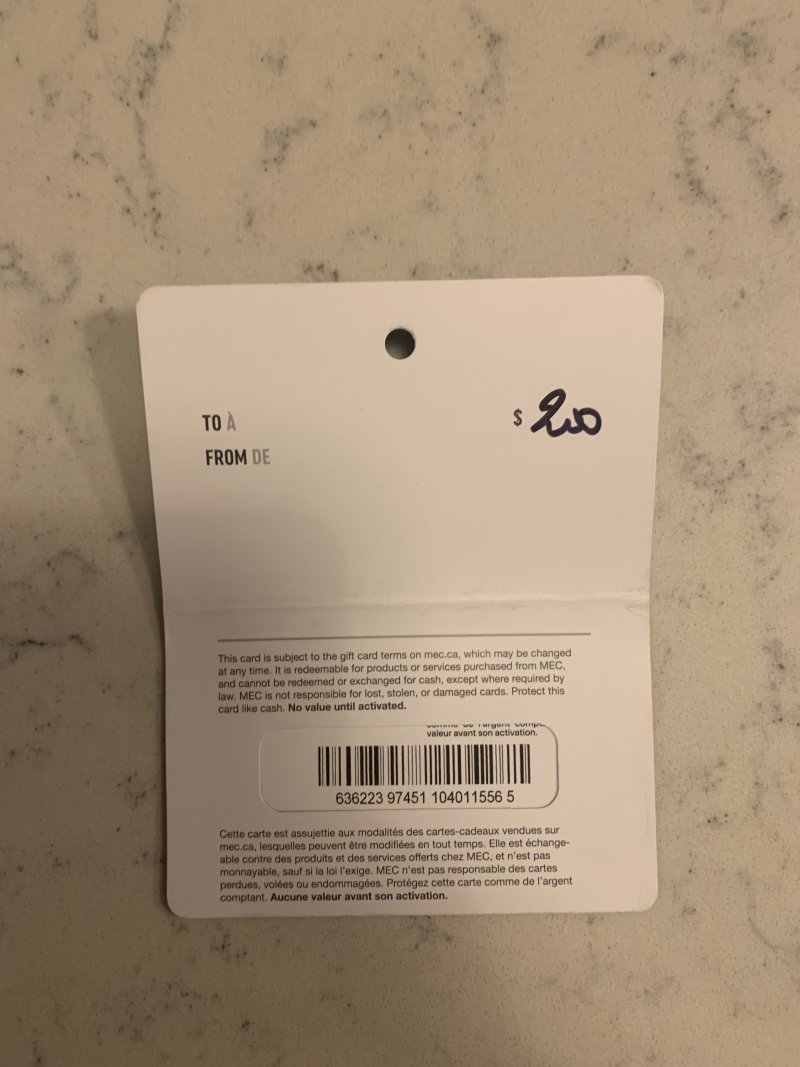 TO À
$ 200
FROM DE
This card is subject to the gift card terms on mec.ca, which may be changed
at any time. It is redeemable for products or services purchased from MEC,
and cannot be redeemed or exchanged for cash, except where required by
law. MEC is not responsible for lost, stolen, or damaged cards. Protect this
card like cash. No value until activated.
valeur avant son activation.
636223 97451 104011556 5
Cette carte est assujettie aux modalités des cartes-cadeaux vendues sur
mec.ca, lesquelles peuvent être modifiées en tout temps. Elle est échange-
able contre des produits et des services offerts chez MEC, et n'est pas
monnayable, sauf si la loi l'exige. MEC n'est pas responsable des cartes
perdues, volées ou endommagées. Protégez cette carte comme de l'argent
comptant. Aucune valeur avant son activation.